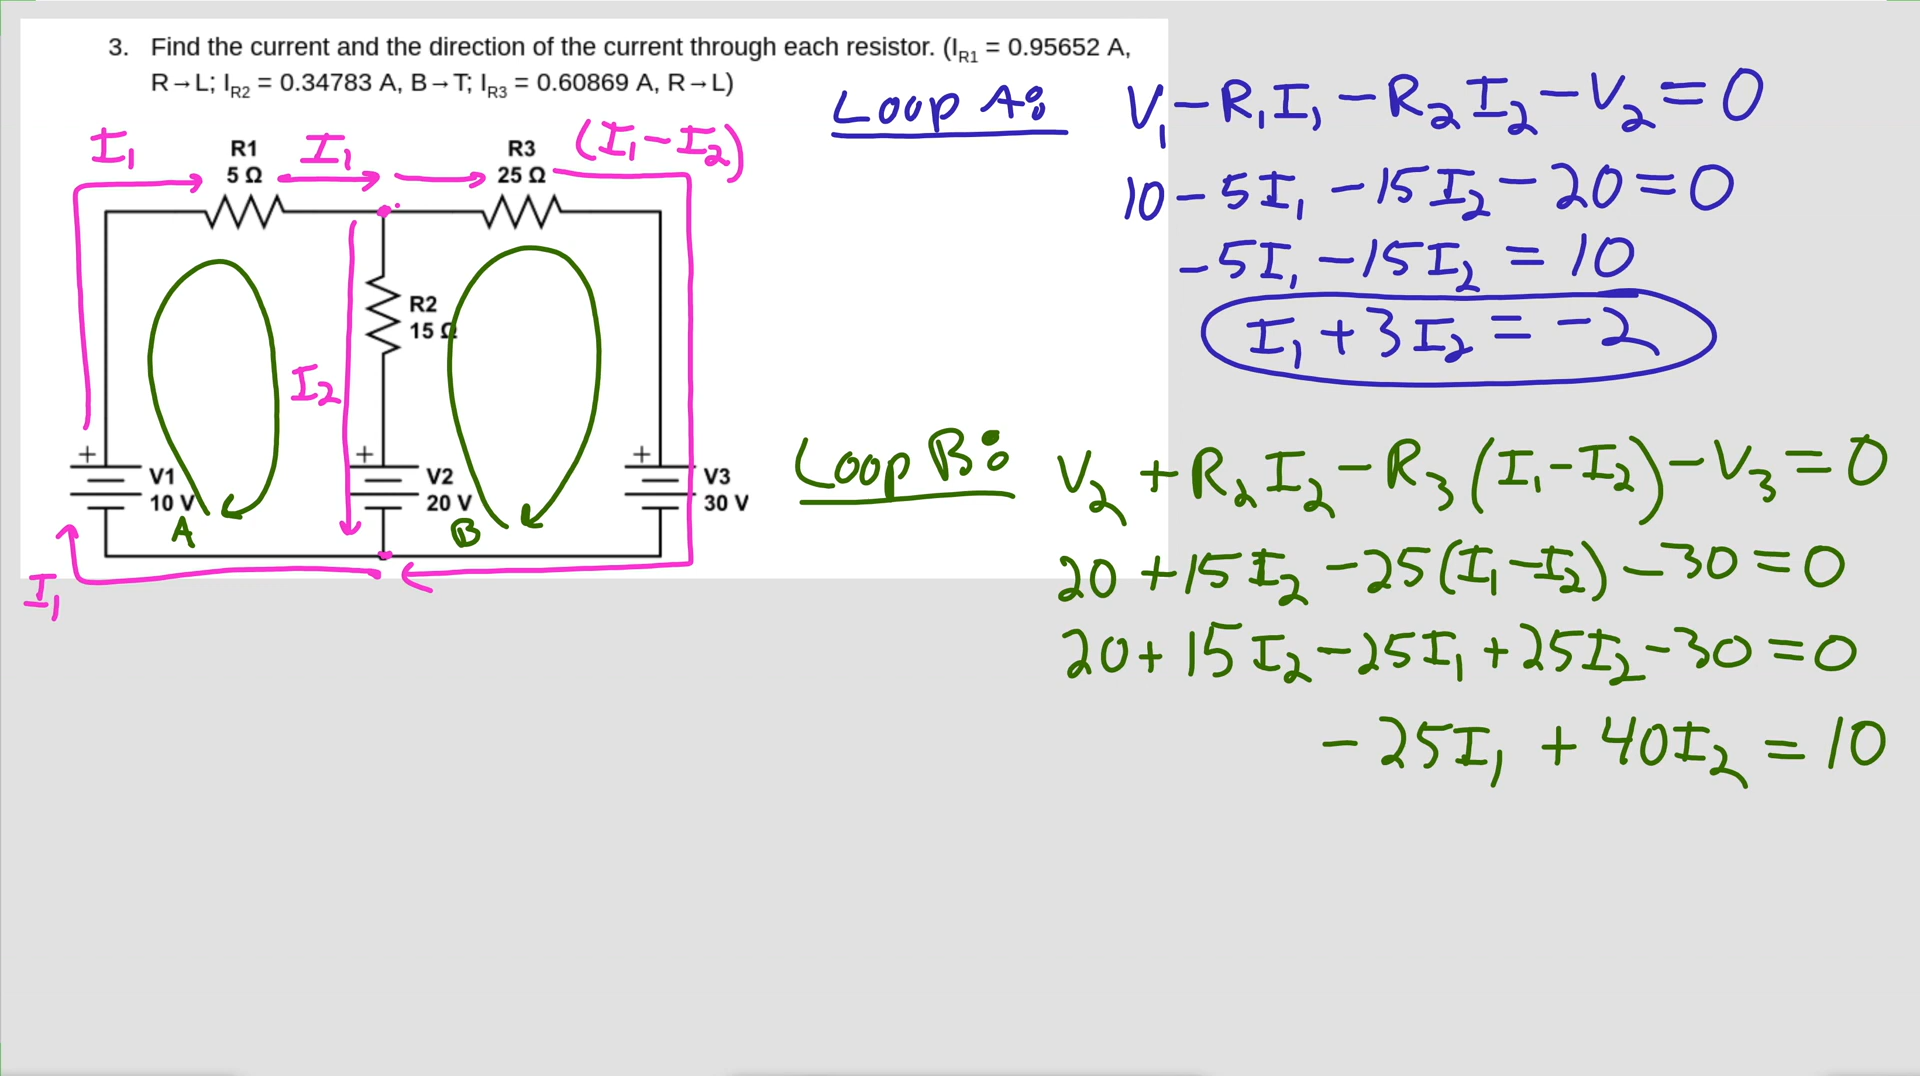 3. Find the current and the direction of the current through each resistor. (I_R1 = 0.95652 A,
R→L; I_R2 = 0.34783 A, B→T; I_R3 = 0.60869 A, R→L)
I₁
R1
5 Ω
I₁
R3
25 Ω
(I₁-I₂)
R2
15 Ω
I₂
+
V1
10 V
+
V2
20 V
+
V3
30 V
A
B
I₁
Loop A:
V₁-R₁I₁-R₂I₂-V₂=0
10-5I₁-15I₂-20=0
-5I₁-15I₂=10
I₁+3I₂=-2
Loop B:
V₂+R₂I₂-R₃(I₁-I₂)-V₃=0
20+15I₂-25(I₁-I₂)-30=0
20+15I₂-25I₁+25I₂-30=0
-25I₁+40I₂=10